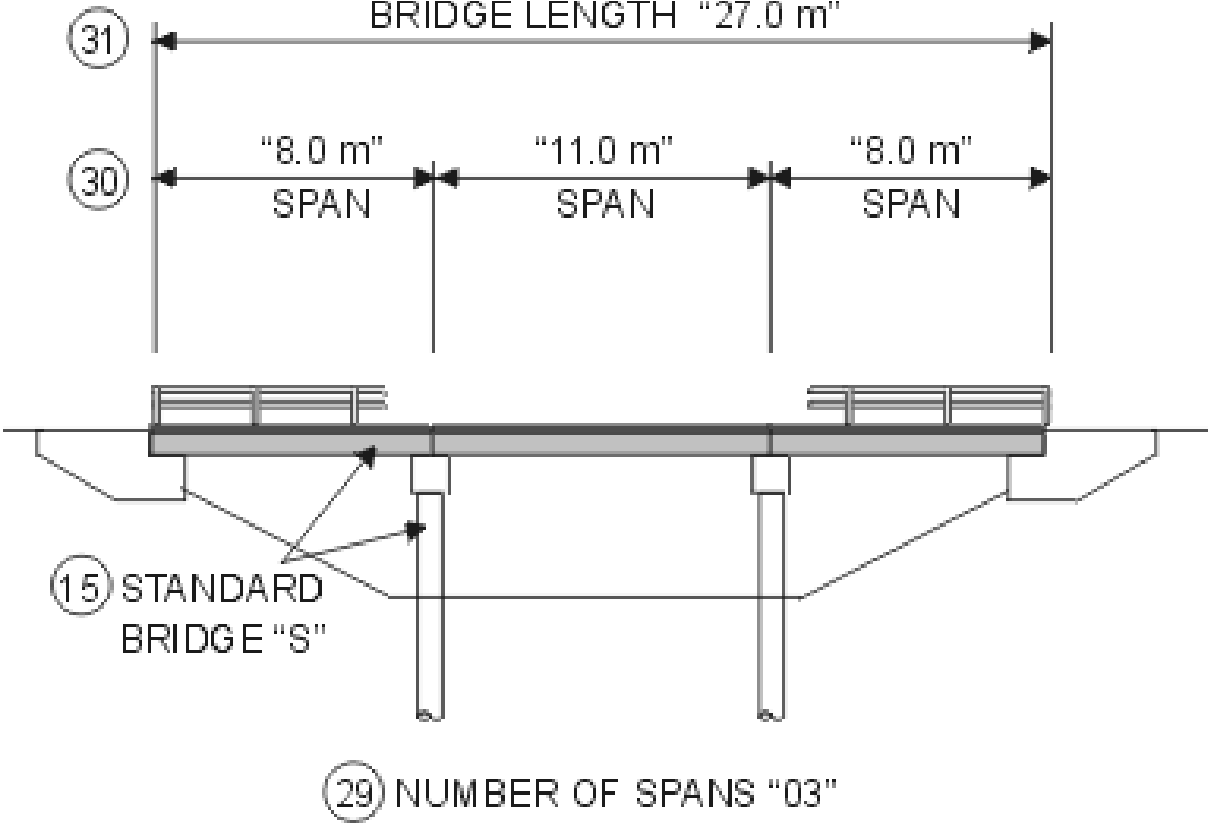 31 BRIDGE LENGTH “27.0 m”
“8.0 m” “11.0 m” “8.0 m”
30 SPAN SPAN SPAN
15 STANDARD
BRIDGE “S”
29 NUMBER OF SPANS “03”